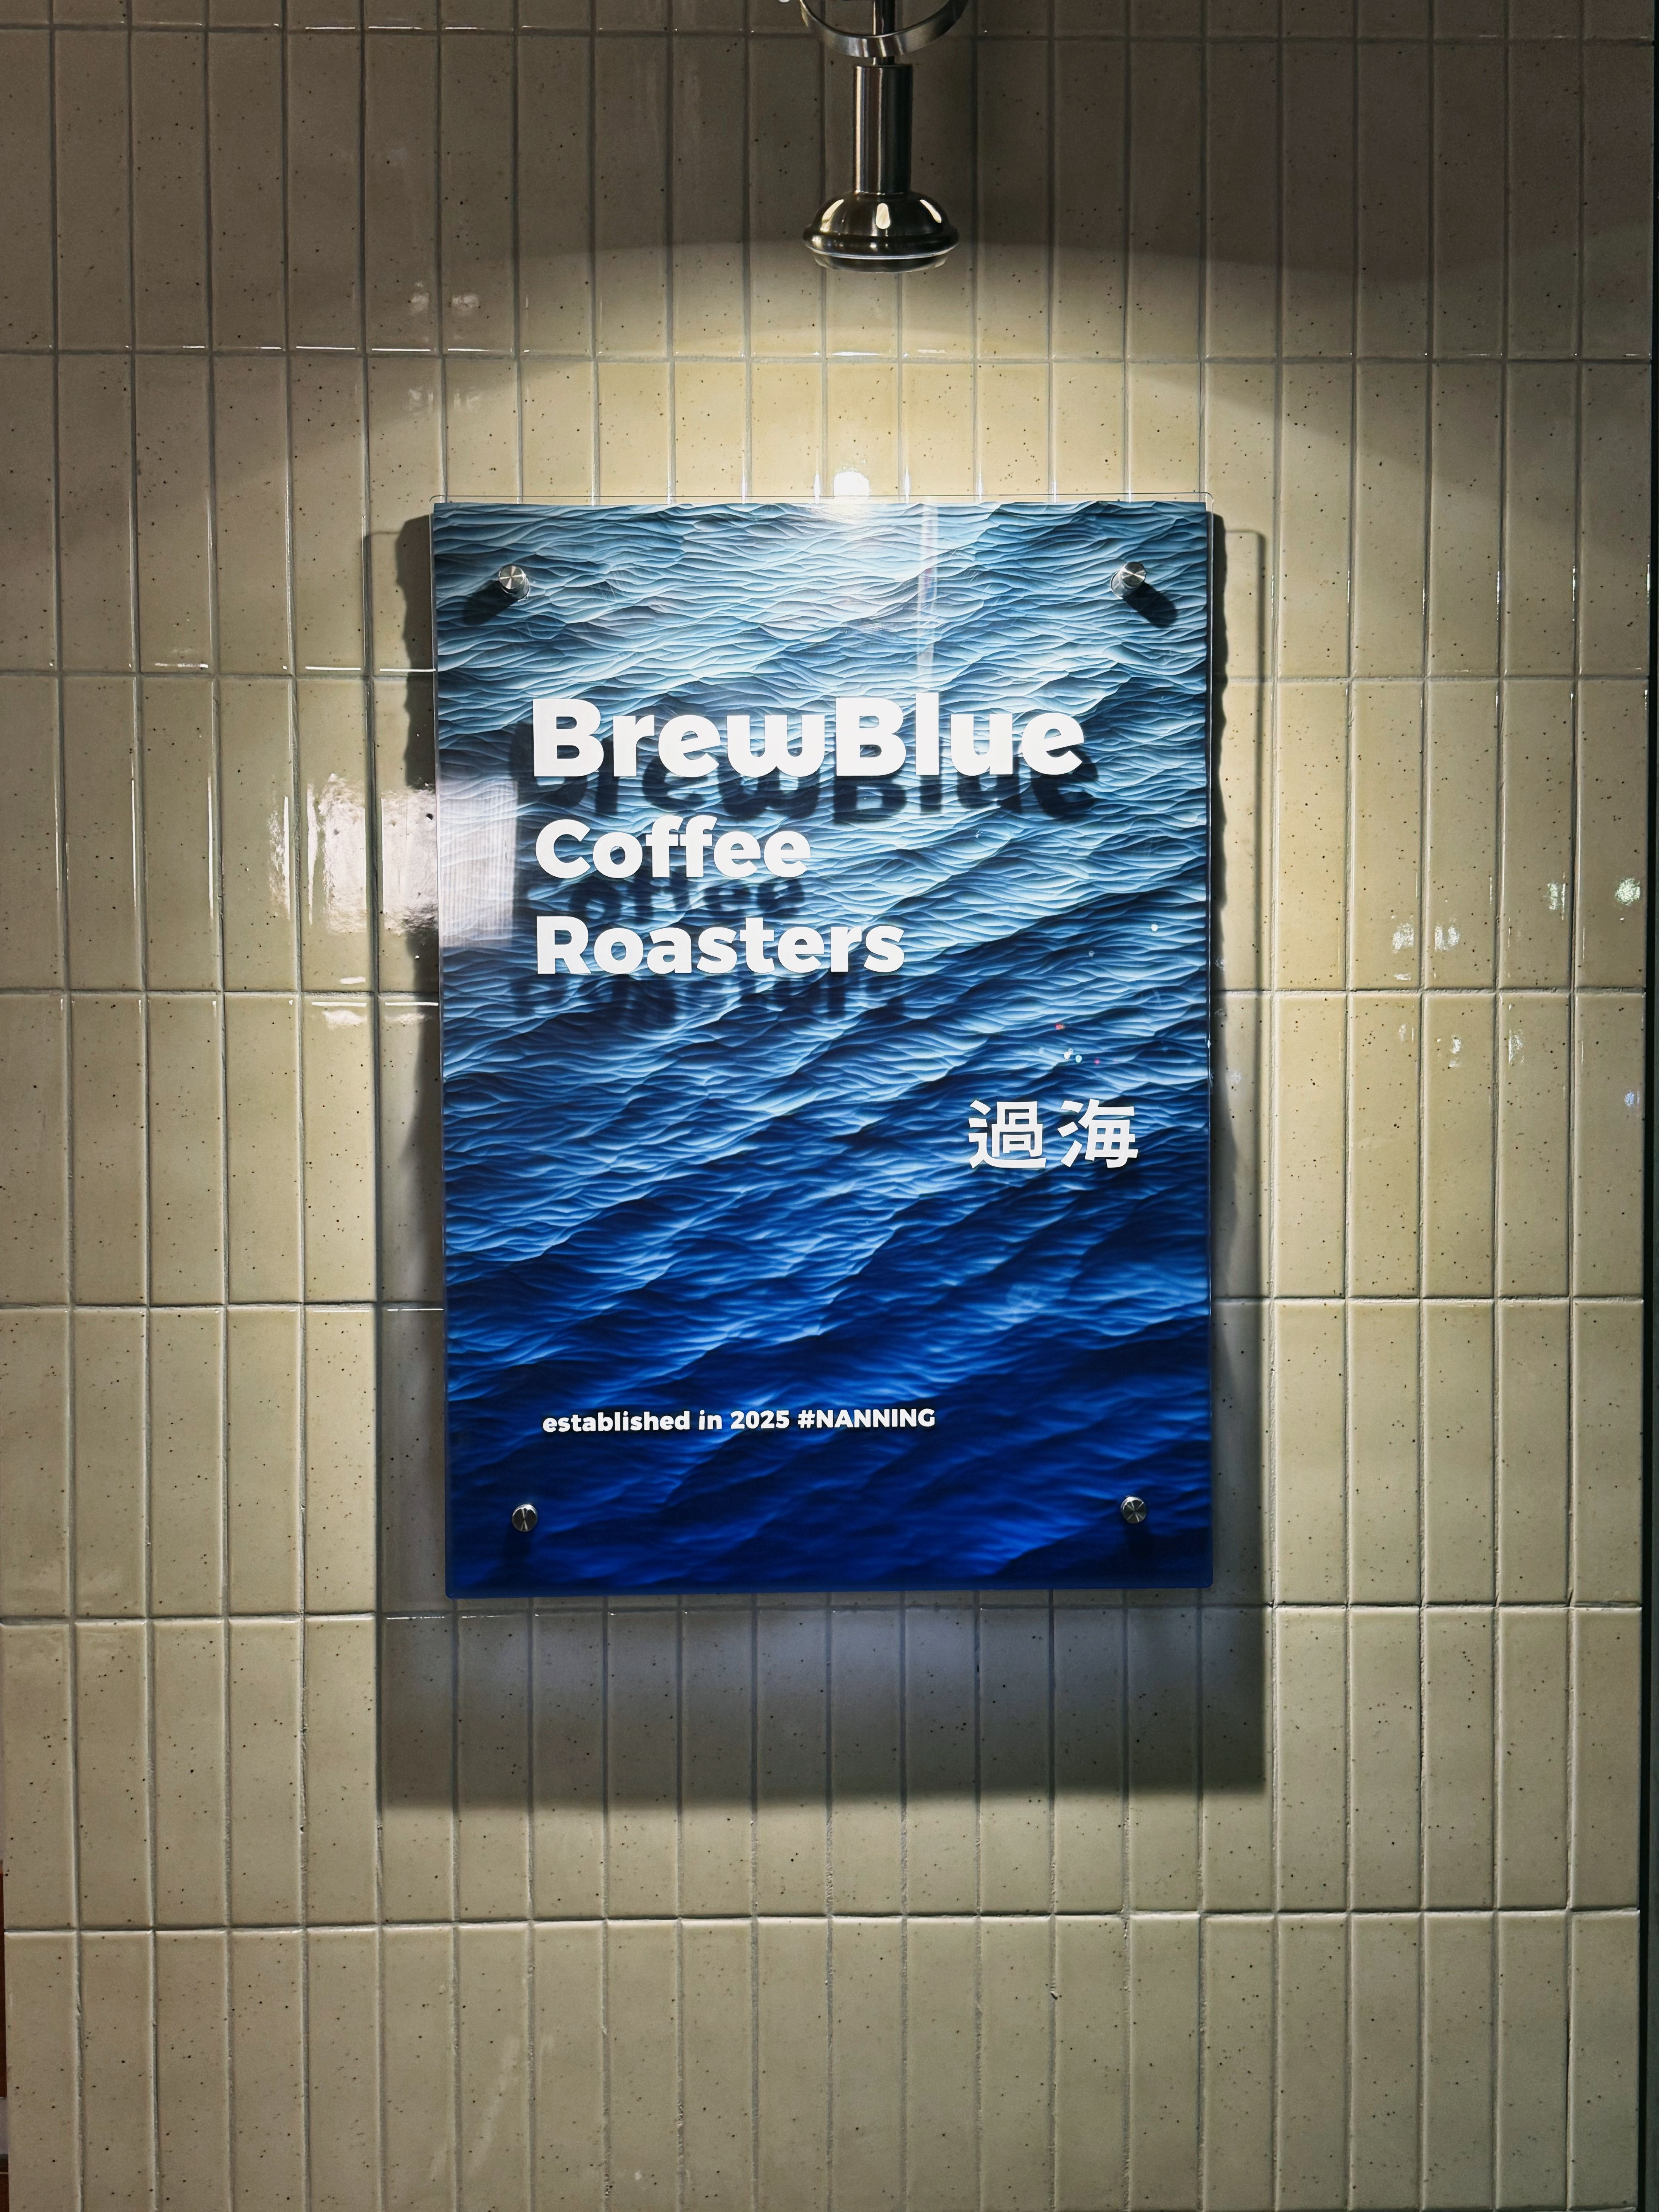 BrewBlue
Coffee
Roasters
過海
established in 2025 #NANNING